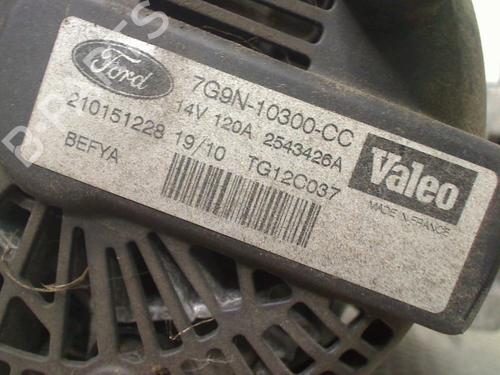 Ford
7G9N-10300-CC
14V 120A 2543426A
210151228 19/10 TG12C037
BEFYA
Valeo
MADE IN FRANCE